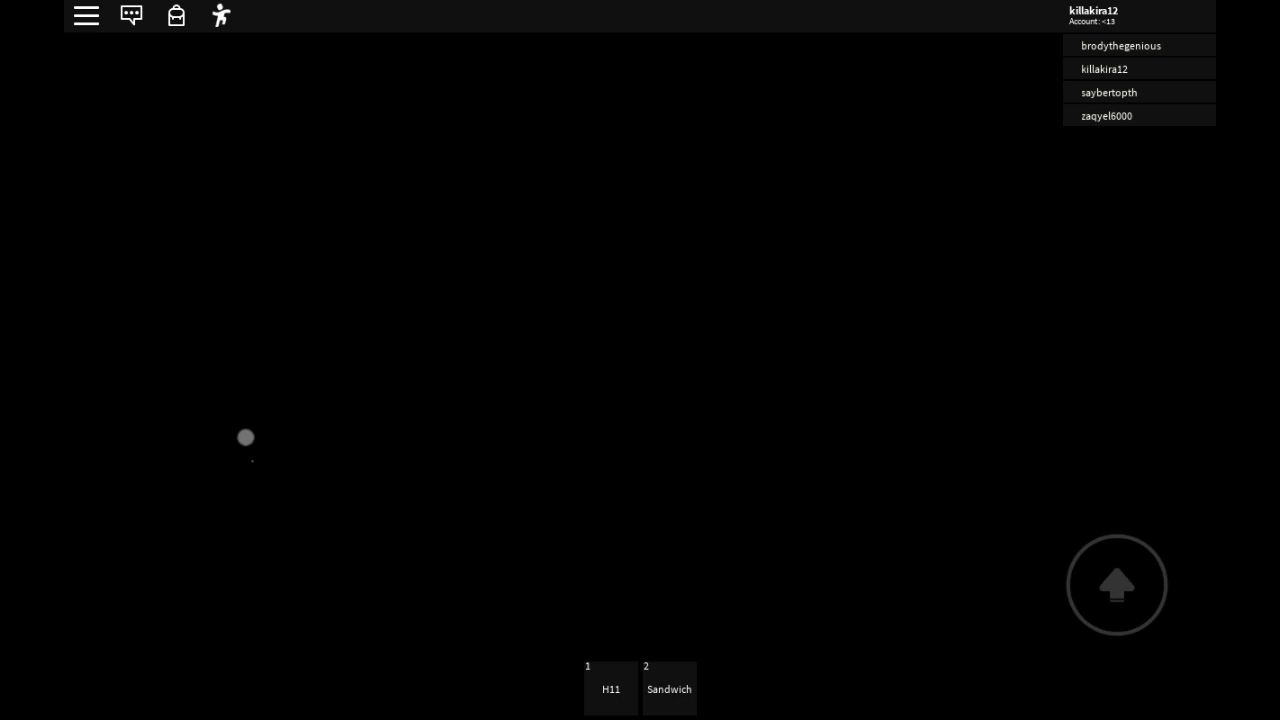 killakira12
Account: <13
brodythegenious
killakira12
saybertopth
zaqyel6000
1
2
H11
Sandwich